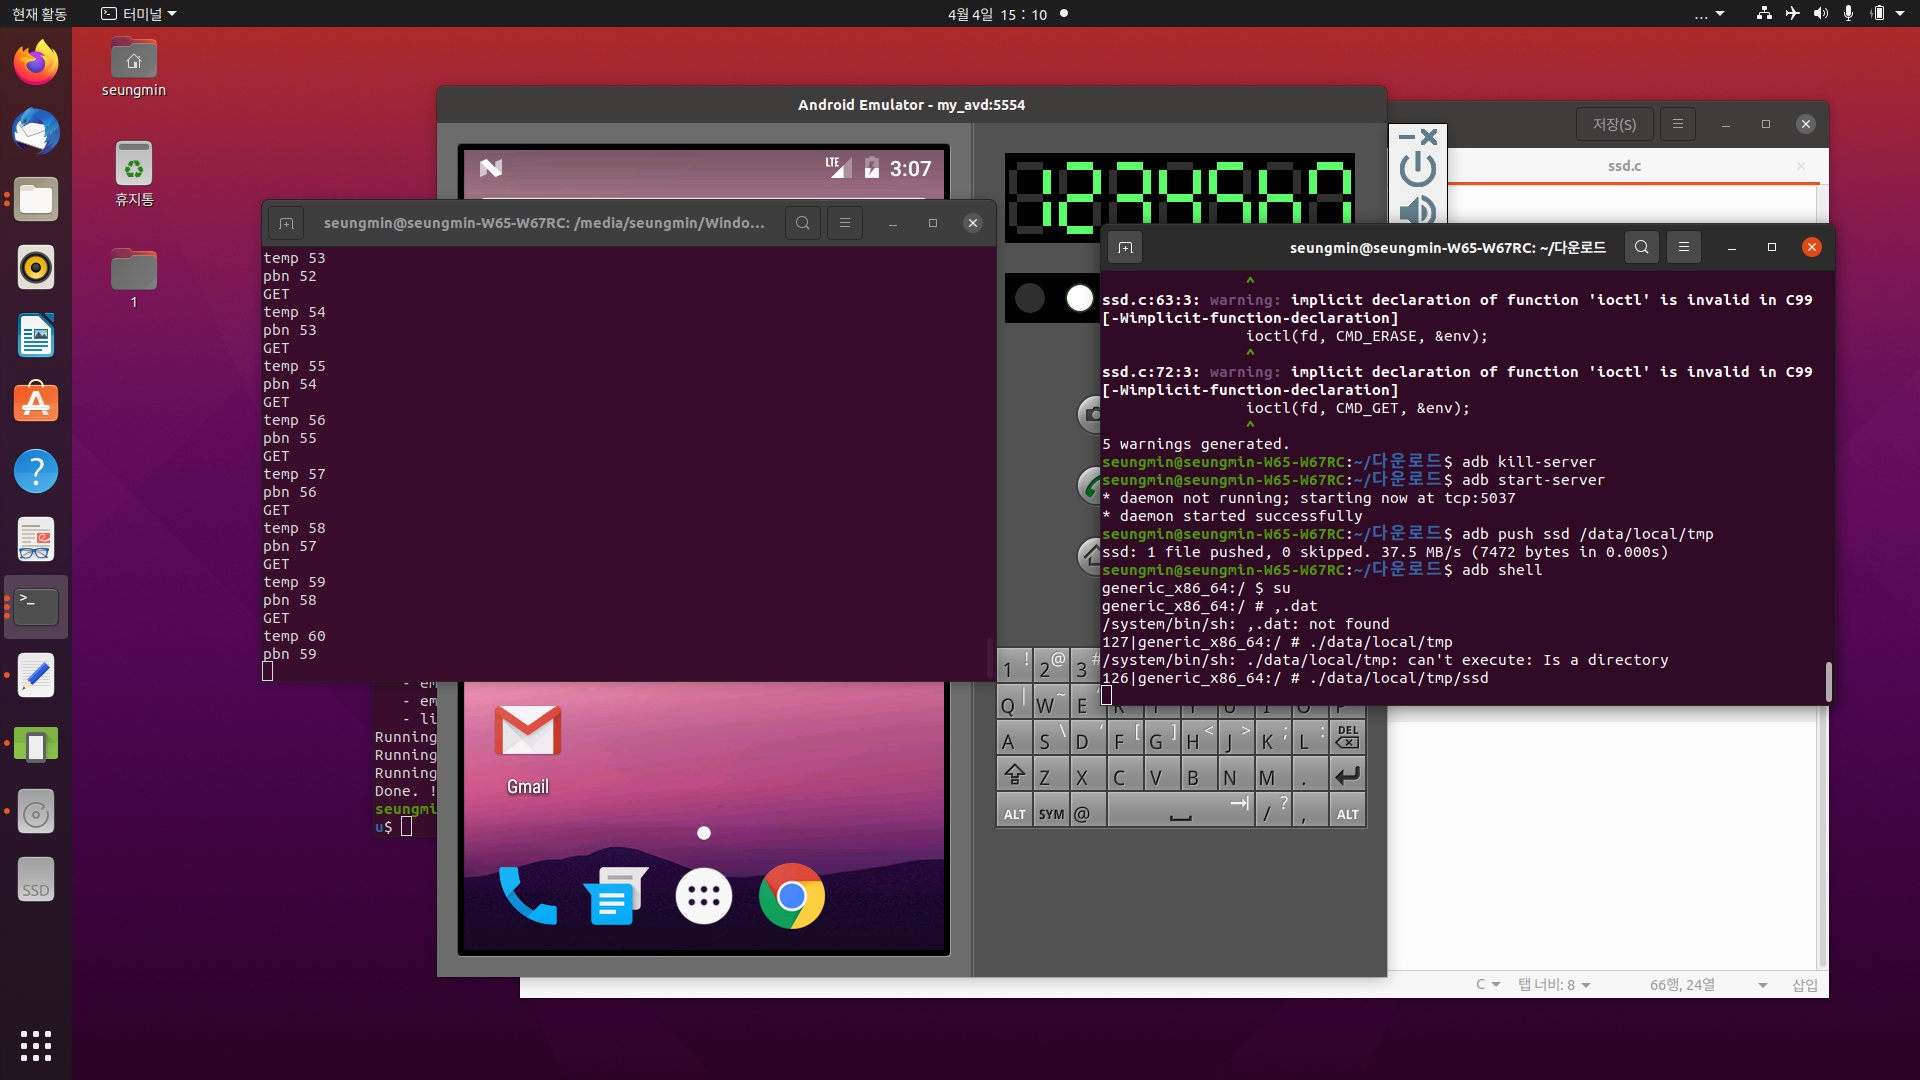 현재 활동
터미널
4월 4일 15 : 10
...
seungmin
휴지통
1
SSD
Android Emulator - my_avd:5554
LTE
3:07
저장(S)
ssd.c
seungmin@seungmin-W65-W67RC: /media/seungmin/Windo...
temp 53
pbn 52
GET
temp 54
pbn 53
GET
temp 55
pbn 54
GET
temp 56
pbn 55
GET
temp 57
pbn 56
GET
temp 58
pbn 57
GET
temp 59
pbn 58
GET
temp 60
pbn 59
seungmin@seungmin-W65-W67RC: ~/다운로드
^
ssd.c:63:3: warning: implicit declaration of function 'ioctl' is invalid in C99
[-Wimplicit-function-declaration]
ioctl(fd, CMD_ERASE, &env);
^
ssd.c:72:3: warning: implicit declaration of function 'ioctl' is invalid in C99
[-Wimplicit-function-declaration]
ioctl(fd, CMD_GET, &env);
^
5 warnings generated.
seungmin@seungmin-W65-W67RC:~/다운로드$ adb kill-server
seungmin@seungmin-W65-W67RC:~/다운로드$ adb start-server
* daemon not running; starting now at tcp:5037
* daemon started successfully
seungmin@seungmin-W65-W67RC:~/다운로드$ adb push ssd /data/local/tmp
ssd: 1 file pushed, 0 skipped. 37.5 MB/s (7472 bytes in 0.000s)
seungmin@seungmin-W65-W67RC:~/다운로드$ adb shell
generic_x86_64:/ $ su
generic_x86_64:/ # ,.dat
/system/bin/sh: ,.dat: not found
127|generic_x86_64:/ # ./data/local/tmp
/system/bin/sh: ./data/local/tmp: can't execute: Is a directory
126|generic_x86_64:/ # ./data/local/tmp/ssd
- em
- em
- li
Running
Running
Running
Done. !
seungmi
u$
Gmail
1 ! 2 @ 3 #
Q | W ~ E
A S \ D ' F [ G ] H < J > K ; L : DEL
Z X C V B N M .
ALT SYM @ / ? , ALT
C
탭 너비: 8
66행, 24열
삽입